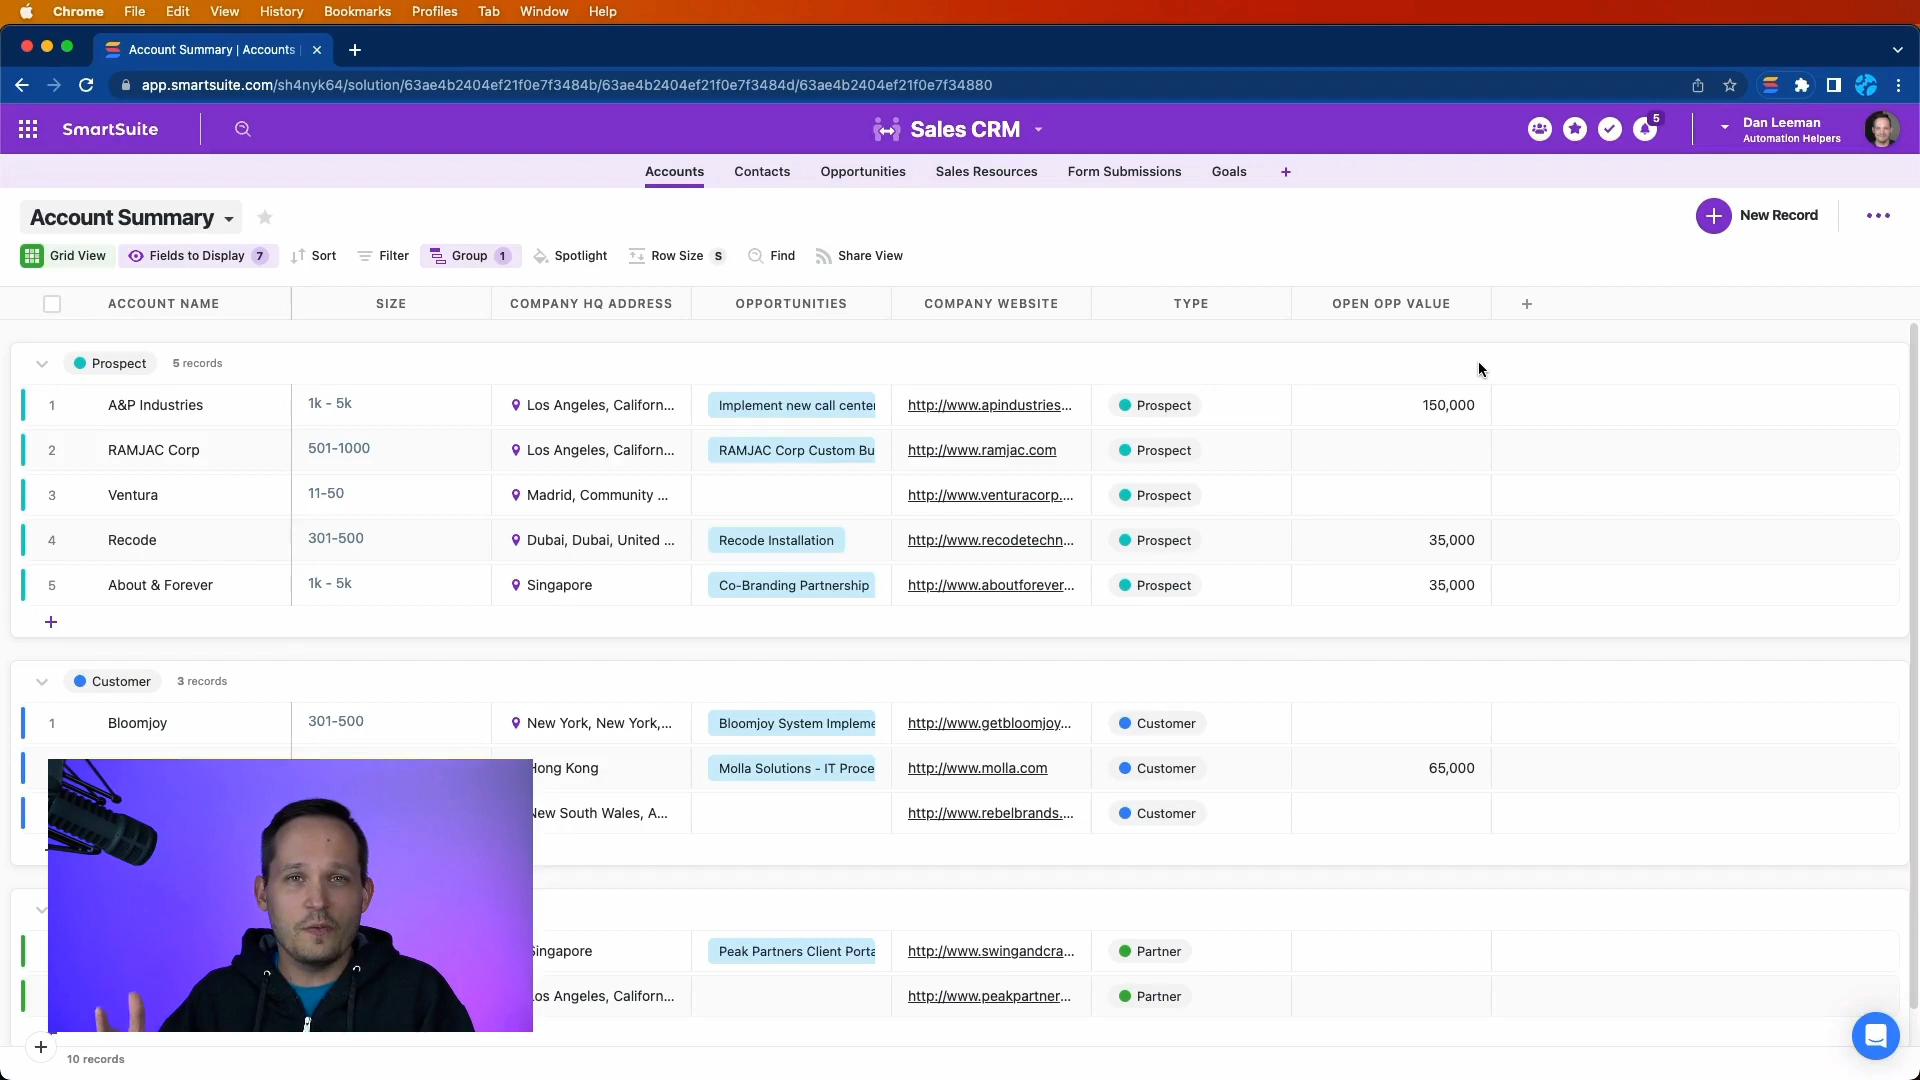 Chrome File Edit View History Bookmarks Profiles Tab Window Help
Account Summary | Accounts |
app.smartsuite.com/sh4nyk64/solution/63ae4b2404ef21f0e7f3484b/63ae4b2404ef21f0e7f3484d/63ae4b2404ef21f0e7f34880
SmartSuite Sales CRM 5 Dan Leeman
Automation Helpers
Accounts Contacts Opportunities Sales Resources Form Submissions Goals +
Account Summary New Record
Grid View Fields to Display 7 Sort Filter Group 1 Spotlight Row Size S Find Share View
ACCOUNT NAME SIZE COMPANY HQ ADDRESS OPPORTUNITIES COMPANY WEBSITE TYPE OPEN OPP VALUE +
Prospect 5 records
1 A&P Industries 1k - 5k Los Angeles, Californ... Implement new call center http://www.apindustries... Prospect 150,000
2 RAMJAC Corp 501-1000 Los Angeles, Californ... RAMJAC Corp Custom Bu http://www.ramjac.com Prospect
3 Ventura 11-50 Madrid, Community ... http://www.venturacorp.... Prospect
4 Recode 301-500 Dubai, Dubai, United ... Recode Installation http://www.recodetechn... Prospect 35,000
5 About & Forever 1k - 5k Singapore Co-Branding Partnership http://www.aboutforever... Prospect 35,000
+
Customer 3 records
1 Bloomjoy 301-500 New York, New York,... Bloomjoy System Impleme http://www.getbloomjoy... Customer
Hong Kong Molla Solutions - IT Proce http://www.molla.com Customer 65,000
New South Wales, A... http://www.rebelbrands.... Customer
Singapore Peak Partners Client Porta http://www.swingandcra... Partner
Los Angeles, Californ... http://www.peakpartner... Partner
+ 10 records